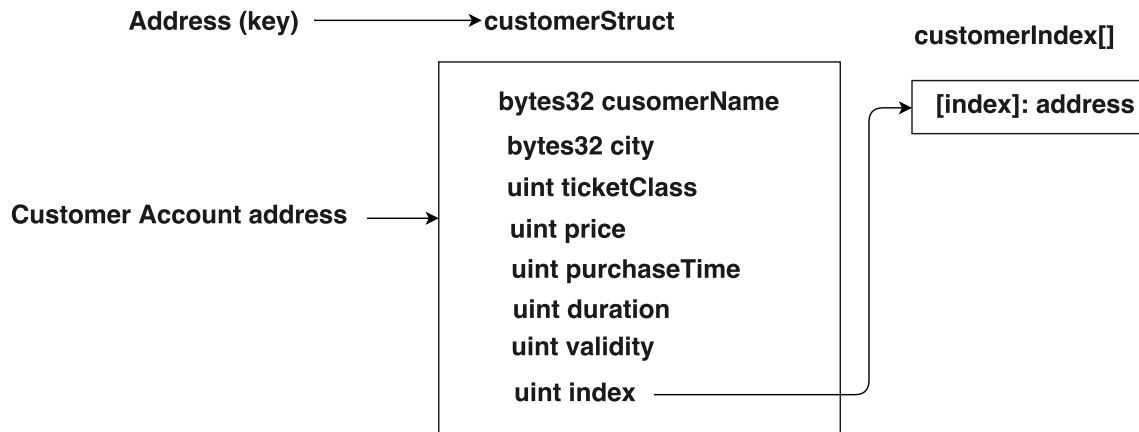 Address (key) customerStruct
customerIndex[]
bytes32 cusomerName
[index]: address
bytes32 city
uint ticketClass
Customer Account address
uint price
uint purchaseTime
uint duration
uint validity
uint index